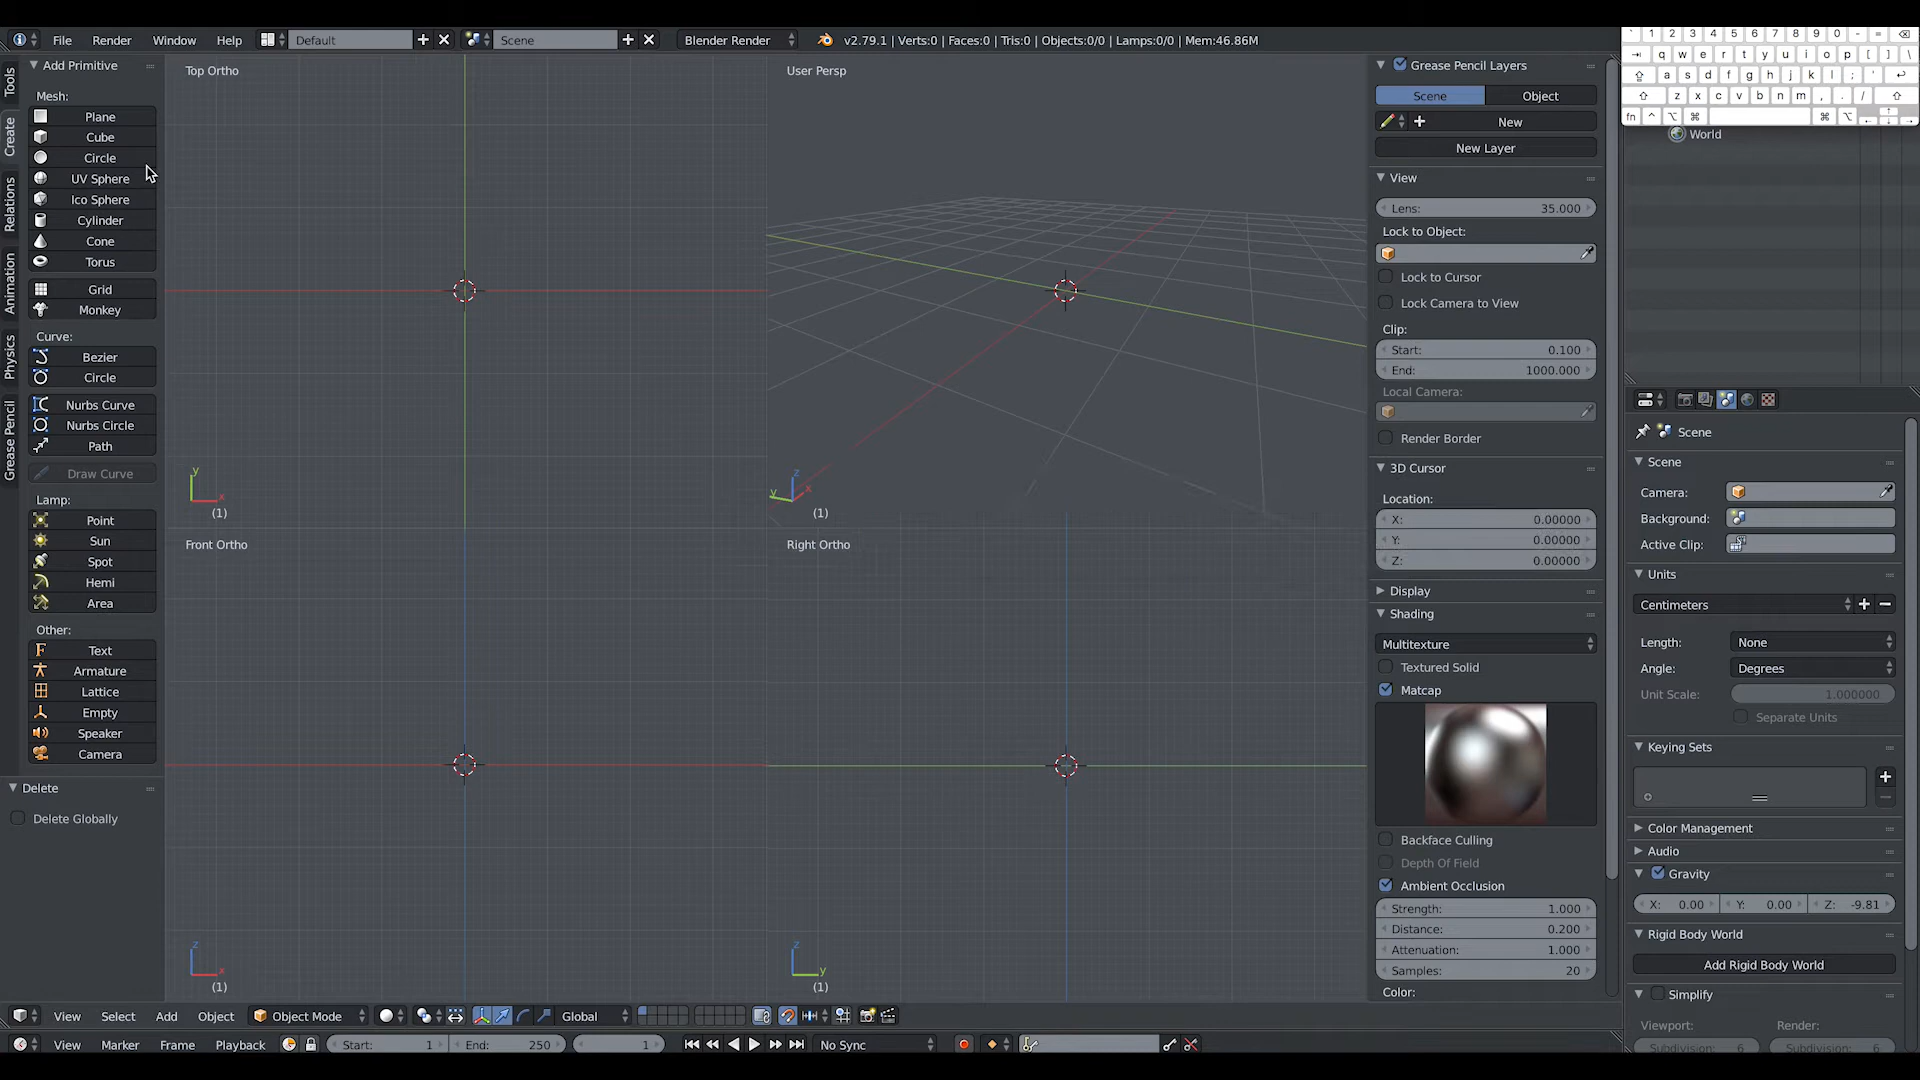 File Render Window Help Default Scene Blender Render v2.79.1 | Verts:0 | Faces:0 | Tris:0 | Objects:0/0 | Lamps:0/0 | Mem:46.86M
` 1 2 3 4 5 6 7 8 9 0 - =
q w e r t y u i o p [ ] \
a s d f g h j k l ; '
z x c v b n m , . /
fn
World
Tools
Create
Relations
Animation
Physics
Grease Pencil
Add Primitive
Mesh:
Plane
Cube
Circle
UV Sphere
Ico Sphere
Cylinder
Cone
Torus
Grid
Monkey
Curve:
Bezier
Circle
Nurbs Curve
Nurbs Circle
Path
Draw Curve
Lamp:
Point
Sun
Spot
Hemi
Area
Other:
Text
Armature
Lattice
Empty
Speaker
Camera
Delete
Delete Globally
Top Ortho
y
x
(1)
User Persp
z
y x
(1)
Front Ortho
z
x
(1)
Right Ortho
z
y
(1)
Grease Pencil Layers
Scene Object
New
New Layer
View
Lens: 35.000
Lock to Object:
Lock to Cursor
Lock Camera to View
Clip:
Start: 0.100
End: 1000.000
Local Camera:
Render Border
3D Cursor
Location:
X: 0.00000
Y: 0.00000
Z: 0.00000
Display
Shading
Multitexture
Textured Solid
Matcap
Backface Culling
Depth Of Field
Ambient Occlusion
Strength: 1.000
Distance: 0.200
Attenuation: 1.000
Samples: 20
Color:
Scene
Scene
Camera:
Background:
Active Clip:
Units
Centimeters
Length: None
Angle: Degrees
Unit Scale: 1.000000
Separate Units
Keying Sets
Color Management
Audio
Gravity
X: 0.00 Y: 0.00 Z: -9.81
Rigid Body World
Add Rigid Body World
Simplify
Viewport: Render:
Subdivision: 6 Subdivision: 6
View Select Add Object Object Mode Global
View Marker Frame Playback Start: 1 End: 250 1 No Sync